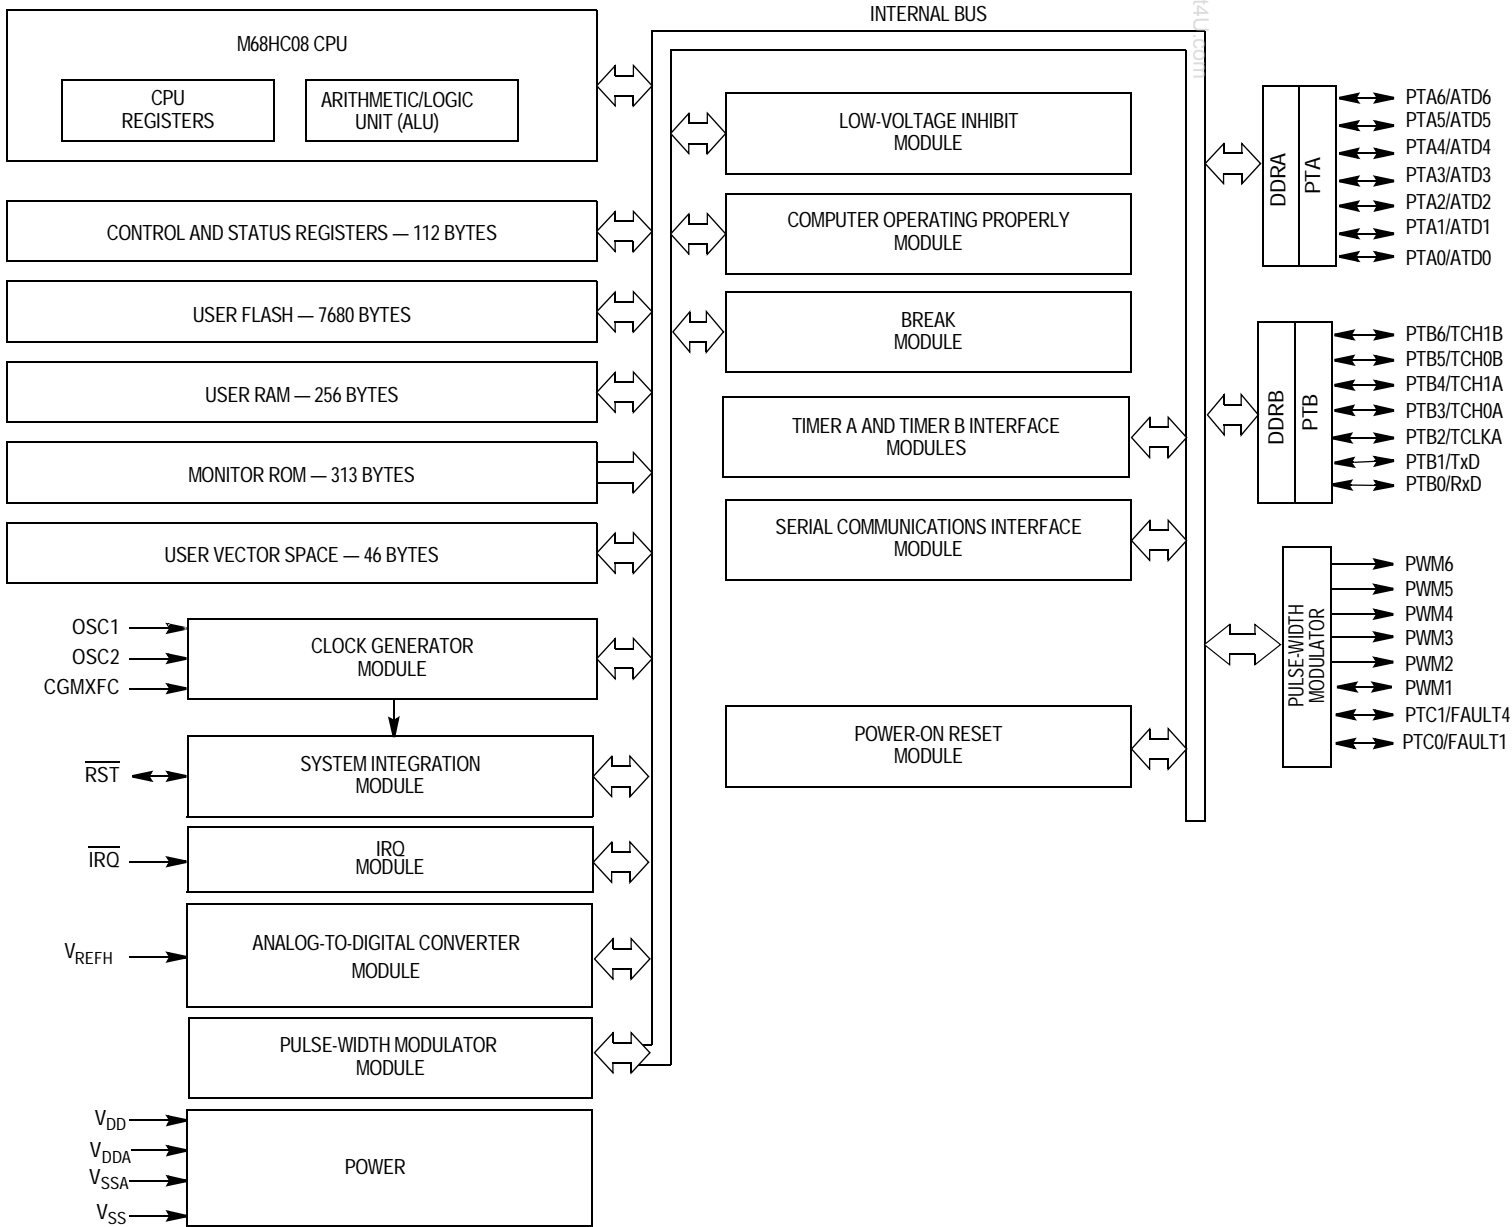 INTERNAL BUS
t4U.com
M68HC08 CPU
CPU
REGISTERS
ARITHMETIC/LOGIC
UNIT (ALU)
CONTROL AND STATUS REGISTERS — 112 BYTES
USER FLASH — 7680 BYTES
USER RAM — 256 BYTES
MONITOR ROM — 313 BYTES
USER VECTOR SPACE — 46 BYTES
OSC1
OSC2
CGMXFC
CLOCK GENERATOR
MODULE
RST
SYSTEM INTEGRATION
MODULE
IRQ
IRQ
MODULE
VREFH
ANALOG-TO-DIGITAL CONVERTER
MODULE
PULSE-WIDTH MODULATOR
MODULE
VDD
VDDA
VSSA
VSS
POWER
LOW-VOLTAGE INHIBIT
MODULE
COMPUTER OPERATING PROPERLY
MODULE
BREAK
MODULE
TIMER A AND TIMER B INTERFACE
MODULES
SERIAL COMMUNICATIONS INTERFACE
MODULE
POWER-ON RESET
MODULE
DDRA
PTA
PTA6/ATD6
PTA5/ATD5
PTA4/ATD4
PTA3/ATD3
PTA2/ATD2
PTA1/ATD1
PTA0/ATD0
DDRB
PTB
PTB6/TCH1B
PTB5/TCH0B
PTB4/TCH1A
PTB3/TCH0A
PTB2/TCLKA
PTB1/TxD
PTB0/RxD
PULSE-WIDTH
MODULATOR
PWM6
PWM5
PWM4
PWM3
PWM2
PWM1
PTC1/FAULT4
PTC0/FAULT1